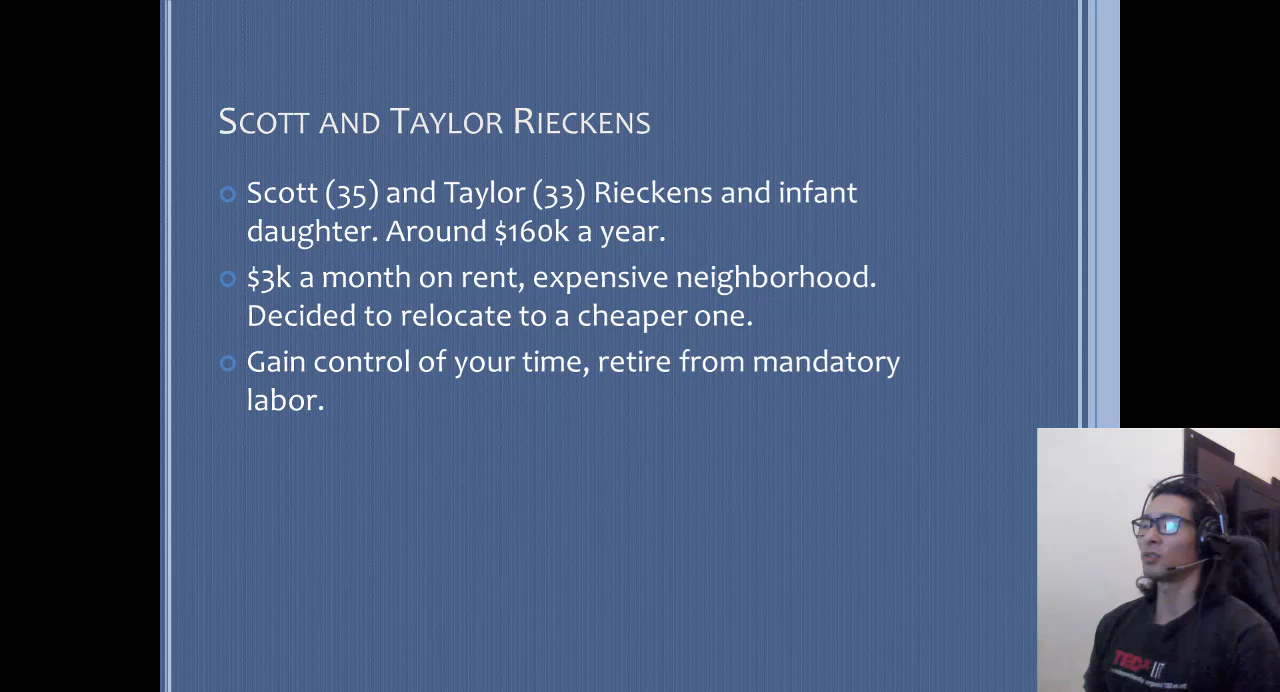 Scott and Taylor Rieckens
Scott (35) and Taylor (33) Rieckens and infant
daughter. Around $160k a year.
$3k a month on rent, expensive neighborhood.
Decided to relocate to a cheaper one.
Gain control of your time, retire from mandatory
labor.
TEDx